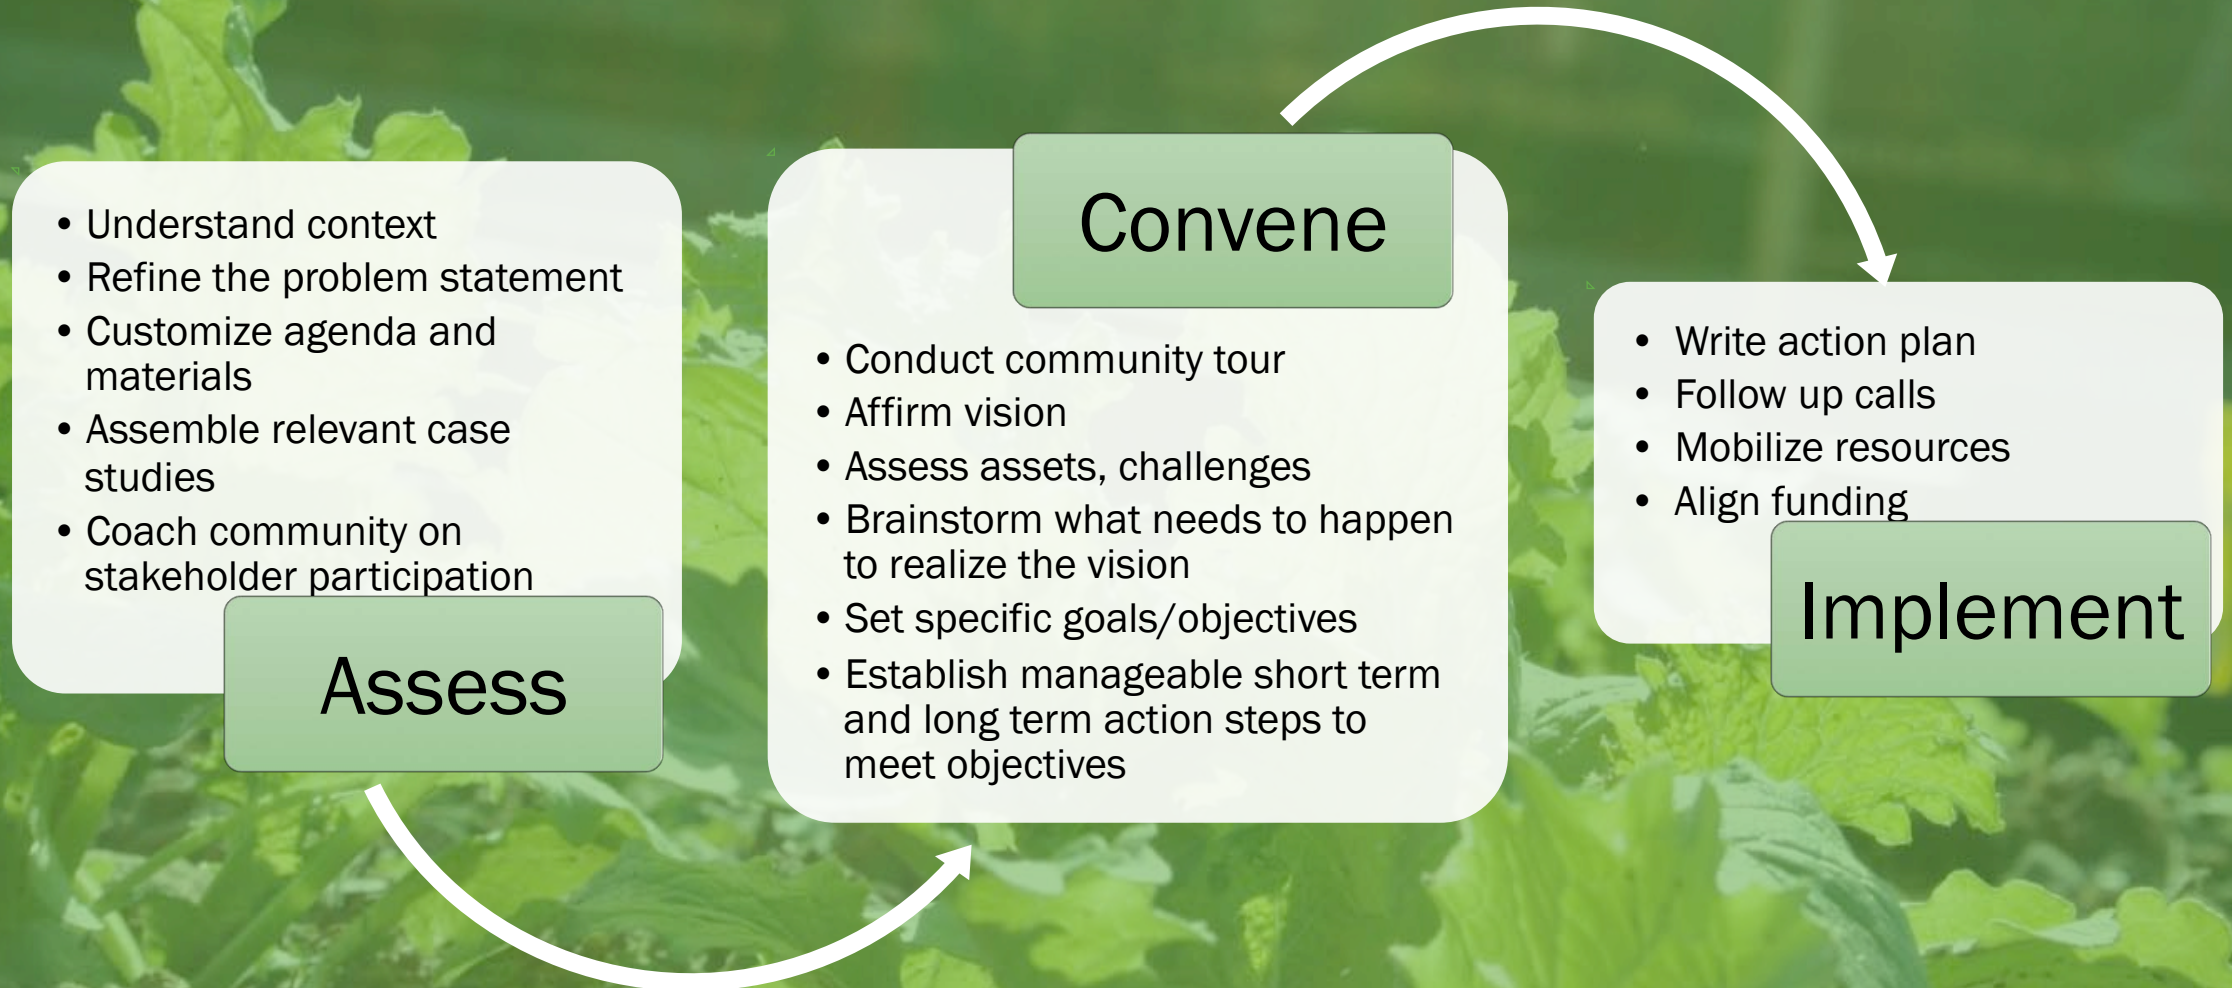 • Understand context
• Refine the problem statement
• Customize agenda and
materials
• Assemble relevant case
studies
• Coach community on
stakeholder participation
Assess
Convene
• Conduct community tour
• Affirm vision
• Assess assets, challenges
• Brainstorm what needs to happen
to realize the vision
• Set specific goals/objectives
• Establish manageable short term
and long term action steps to
meet objectives
• Write action plan
• Follow up calls
• Mobilize resources
• Align funding
Implement